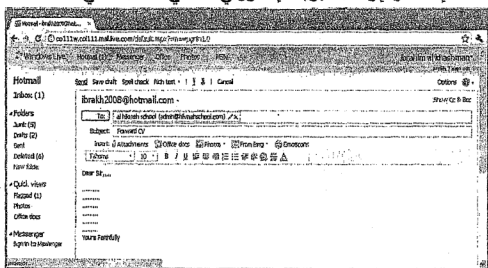 Hotmail
Inbox (1)
Folders
Junk (5)
Drafts (2)
Sent
Deleted (6)
New folder
Quick views
Flagged (1)
Photos
Office docs
Messenger
Sign in to Messenger
Send Save draft Spell check Rich text Cancel
Options
ibrakh2008@hotmail.com
Show Cc & Bcc
To:
Subject: Forward CV
Insert: Attachments Office docs Photos From Bing Emoticons
Tahoma 10 B I U
Dear Sir,,,,
Yours Faithfully